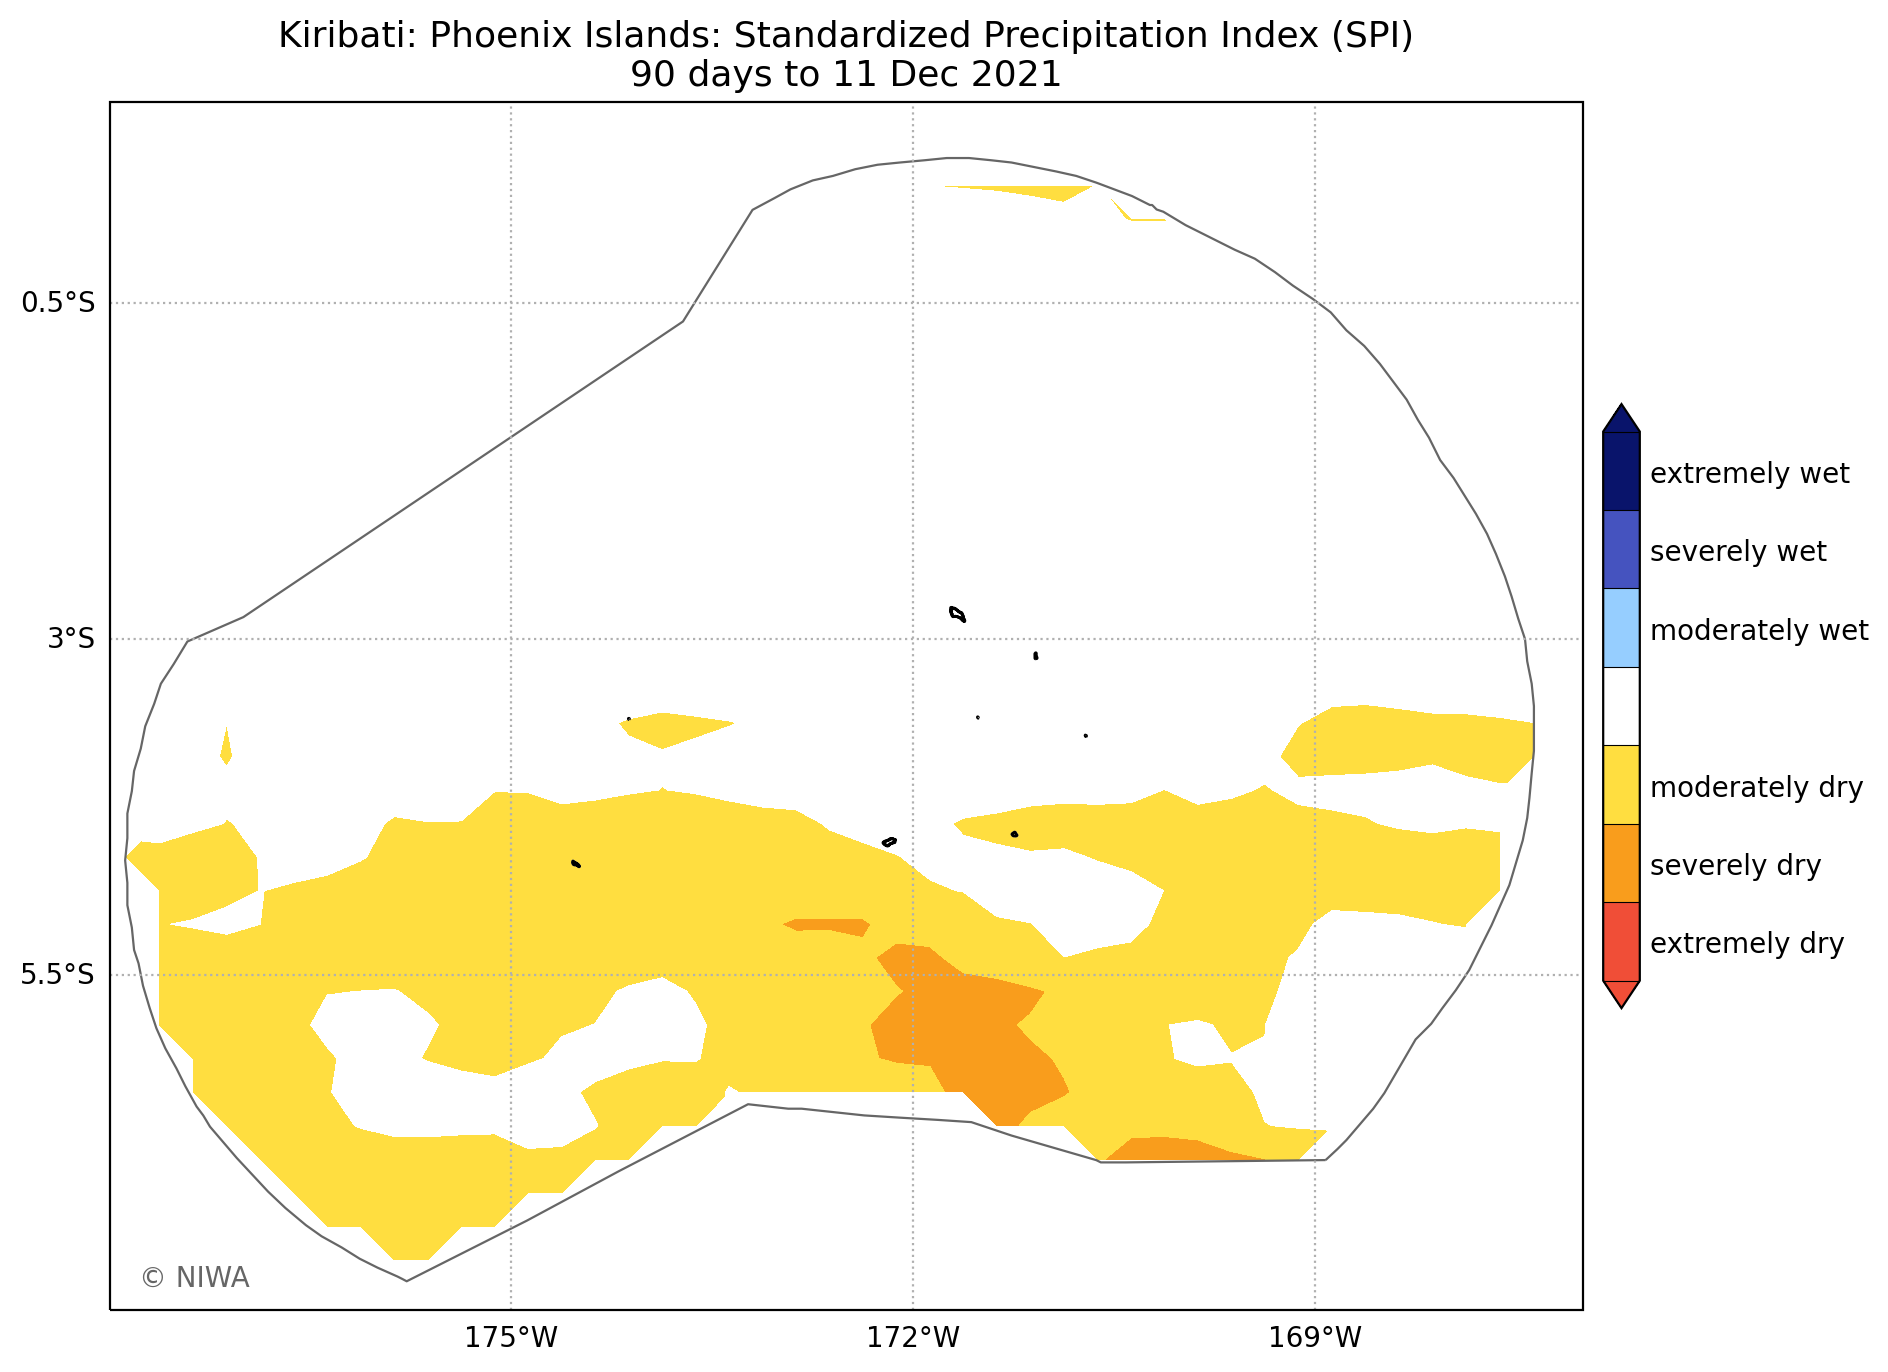 Kiribati: Phoenix Islands: Standardized Precipitation Index (SPI)
90 days to 11 Dec 2021
0.5°S
3°S
5.5°S
175°W
172°W
169°W
extremely wet
severely wet
moderately wet
moderately dry
severely dry
extremely dry
© NIWA